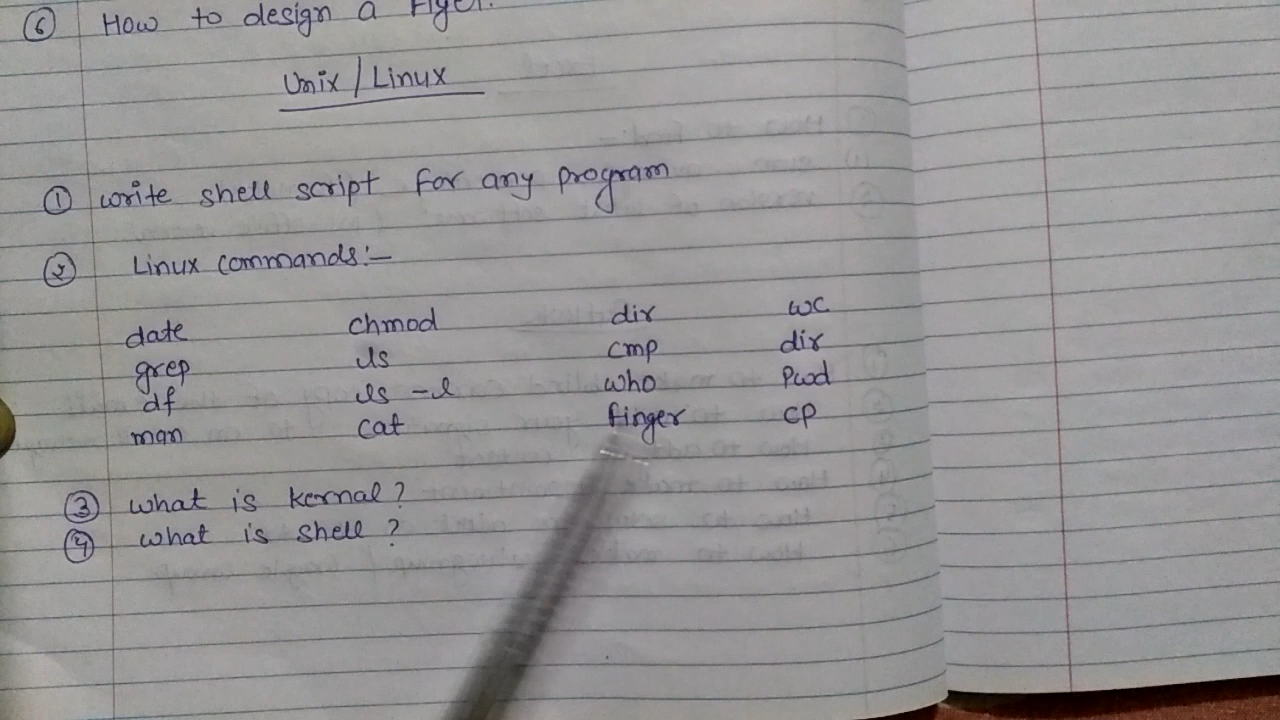 ⑥ How to design a Flyer.
Unix / Linux
① write shell script for any program
② Linux commands:-
date chmod dir wc
grep ls cmp dir
df ls -l who Pwd
man cat finger cp
③ what is kernal?
④ what is shell?